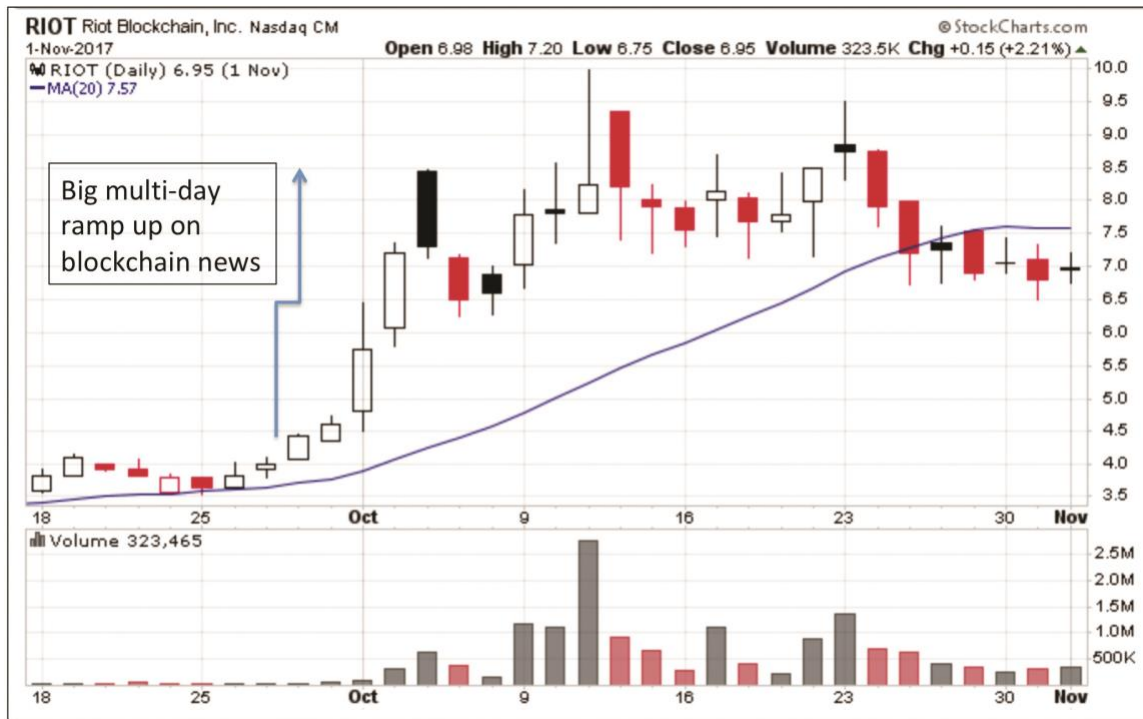 RIOT Riot Blockchain, Inc. Nasdaq CM
© StockCharts.com
1-Nov-2017
Open 6.98 High 7.20 Low 6.75 Close 6.95 Volume 323.5K Chg +0.15 (+2.21%)
RIOT (Daily) 6.95 (1 Nov)
MA(20) 7.57
Big multi-day
ramp up on
blockchain news
10.0
9.5
9.0
8.5
8.0
7.5
7.0
6.5
6.0
5.5
5.0
4.5
4.0
3.5
18 25 Oct 9 16 23 30 Nov
Volume 323,465
2.5M
2.0M
1.5M
1.0M
500K
18 25 Oct 9 16 23 30 Nov